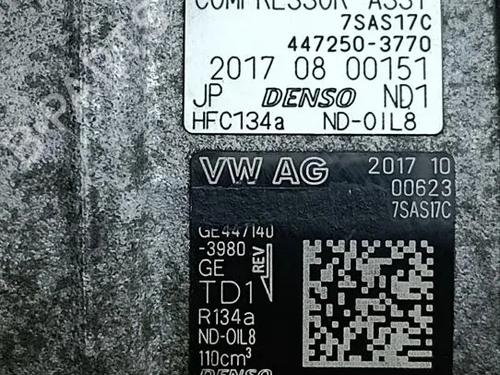 COMPRESSOR ASSY
7SAS17C
447250-3770
2017 08 00151
JP DENSO ND1
HFC134a ND-OIL8
VW AG 2017 10
00623
7SAS17C
GE447140
-3980
GE REV
TD1
R134a
ND-OIL8
110cm³
DENSO